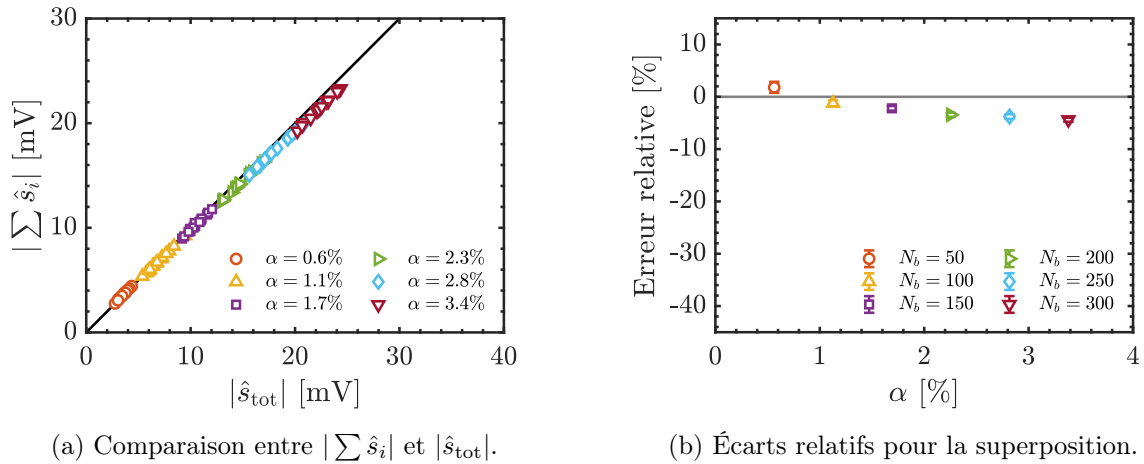 30
20
10
0
0 10 20 30 40
|∑ ŝ_i| [mV]
|ŝ_tot| [mV]
α = 0.6%
α = 1.1%
α = 1.7%
α = 2.3%
α = 2.8%
α = 3.4%
(a) Comparaison entre |∑ ŝ_i| et |ŝ_tot|.
10
0
-10
-20
-30
-40
0 1 2 3 4
Erreur relative [%]
α [%]
N_b = 50
N_b = 100
N_b = 150
N_b = 200
N_b = 250
N_b = 300
(b) Écarts relatifs pour la superposition.